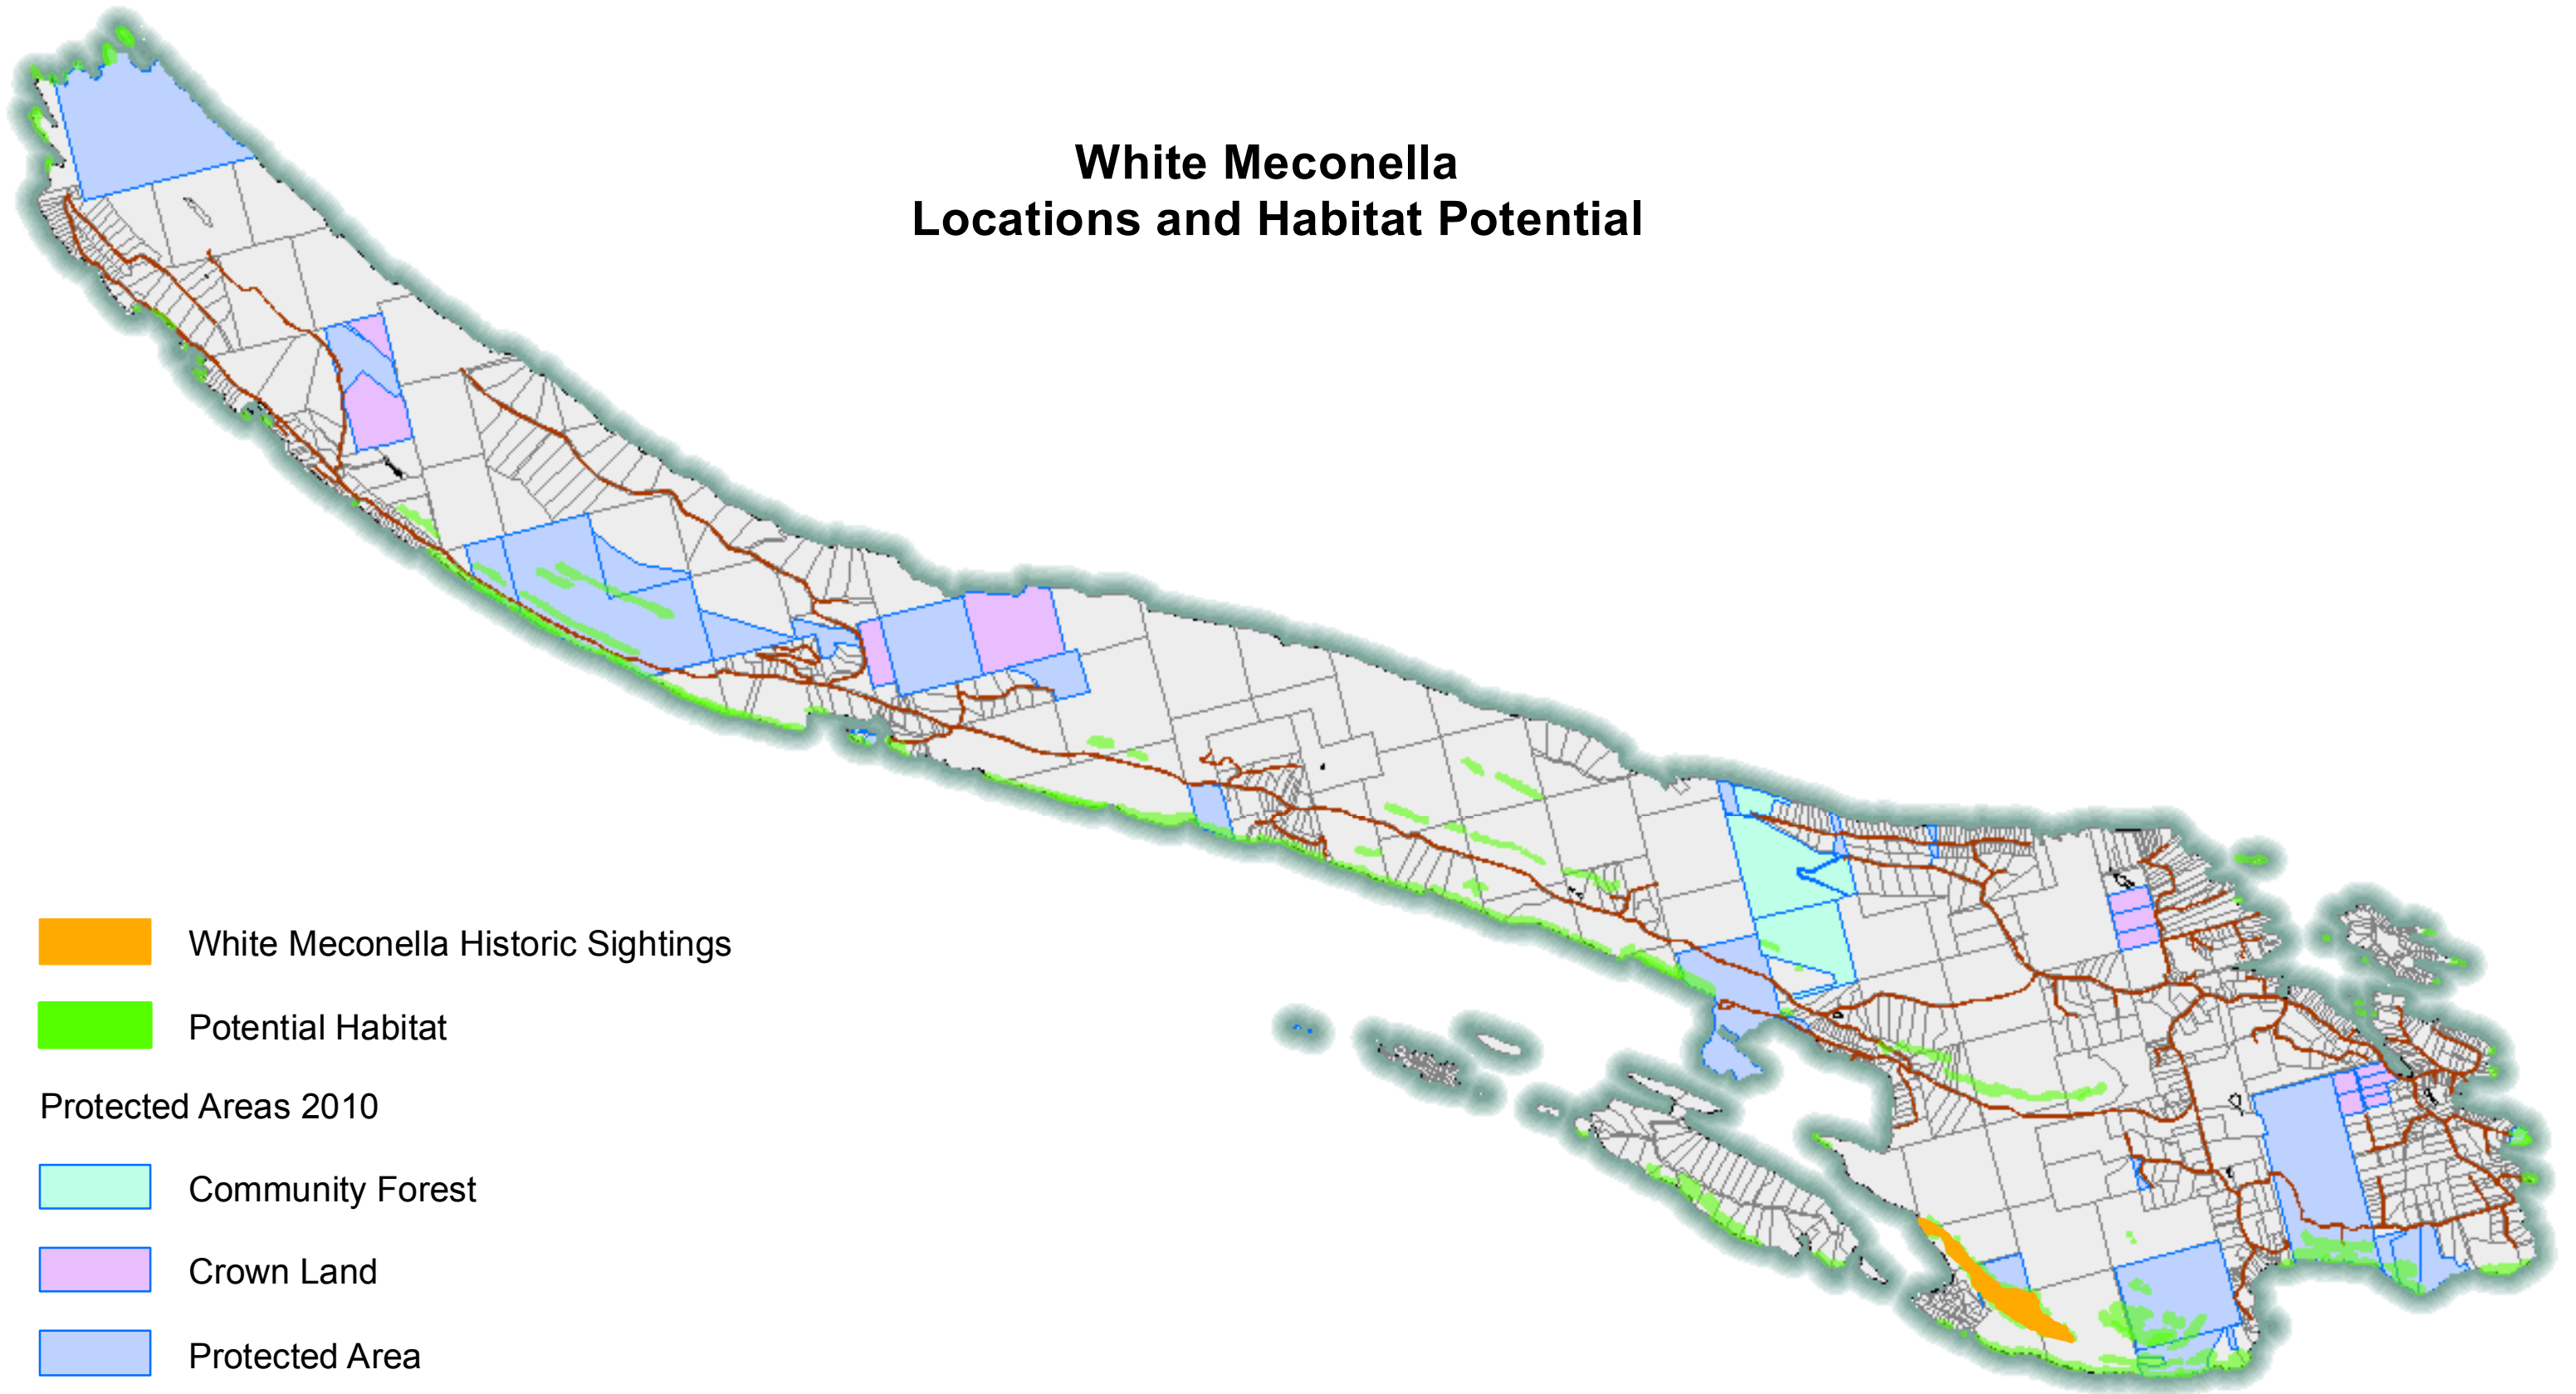 White Meconella
Locations and Habitat Potential
White Meconella Historic Sightings
Potential Habitat
Protected Areas 2010
Community Forest
Crown Land
Protected Area